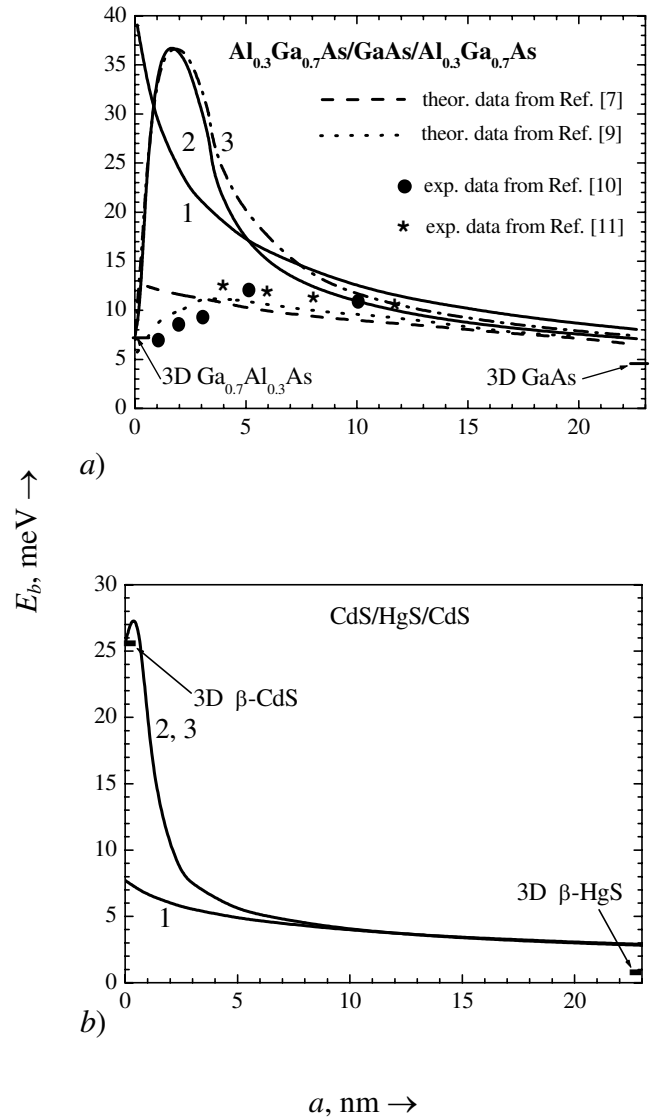 40
35
30
25
20
15
10
5
0
Al0.3Ga0.7As/GaAs/Al0.3Ga0.7As
theor. data from Ref. [7]
theor. data from Ref. [9]
exp. data from Ref. [10]
* exp. data from Ref. [11]
2 3
1
3D Ga0.7Al0.3As
3D GaAs
0 5 10 15 20
a)
Eb, meV →
30
25
20
15
10
5
0
CdS/HgS/CdS
3D β-CdS
2, 3
1
3D β-HgS
0 5 10 15 20
b)
a, nm →